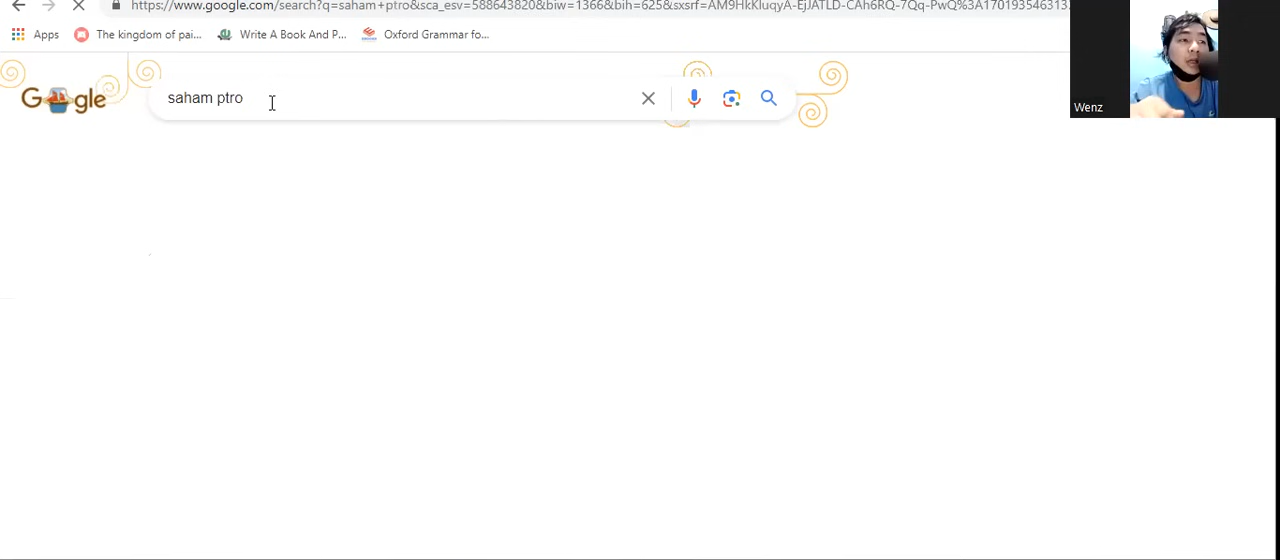 https://www.google.com/search?q=saham+ptro&sca_esv=588643820&biw=1366&bih=625&sxsrf=AM9HkKluqyA-EjJATLD-CAh6RQ-7Qq-PwQ%3A170193546313
Apps The kingdom of pai... Write A Book And P... Oxford Grammar fo...
Google saham ptro
Wenz